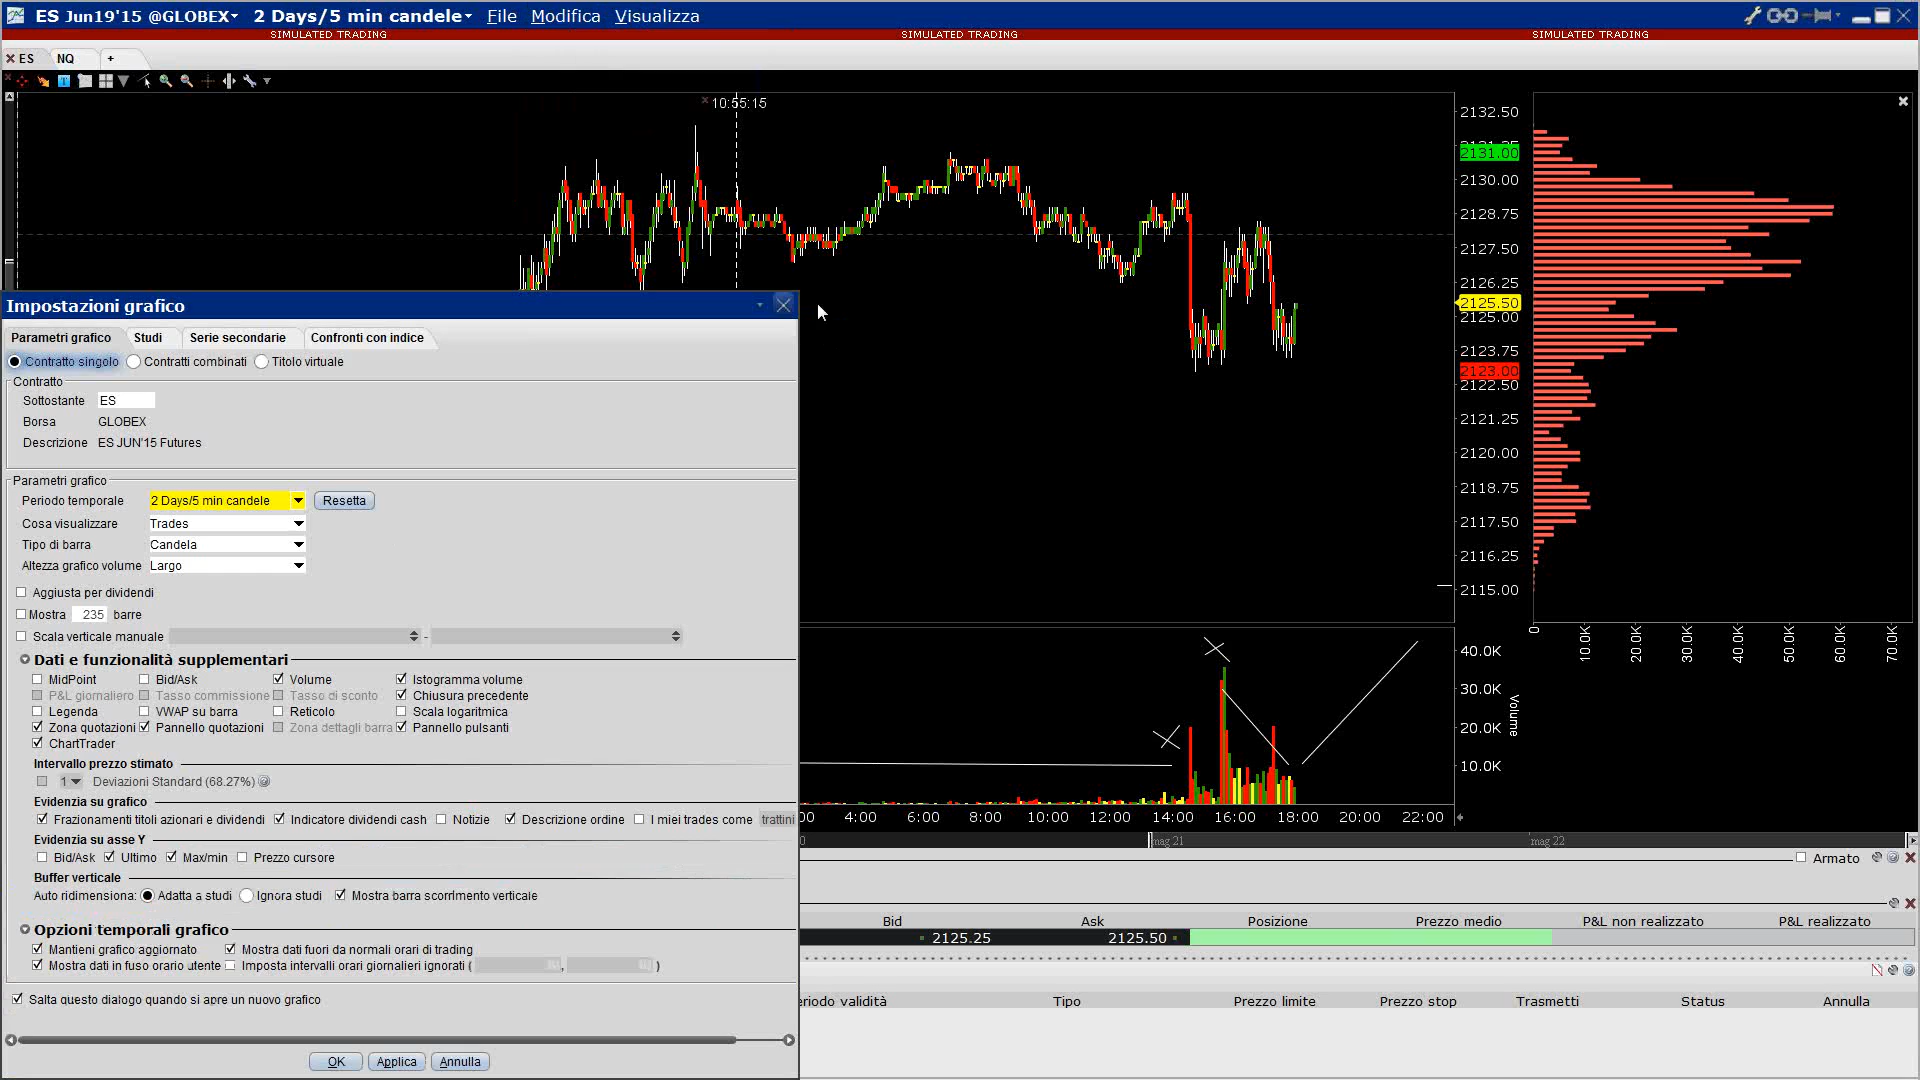 ES Jun19'15 @GLOBEX 2 Days/5 min candele File Modifica Visualizza
SIMULATED TRADING SIMULATED TRADING SIMULATED TRADING
ES NQ +
10:55:15
2132.50
2131.00
2130.00
2128.75
2127.50
2126.25
2125.50
2125.00
2123.75
2123.00
2122.50
2121.25
2120.00
2118.75
2117.50
2116.25
2115.00
0 10.0K 20.0K 30.0K 40.0K 50.0K 60.0K 70.0K
40.0K
30.0K
20.0K
10.0K
Volume
4:00 6:00 8:00 10:00 12:00 14:00 16:00 18:00 20:00 22:00
mag 21 mag 22
Impostazioni grafico
Parametri grafico Studi Serie secondarie Confronti con indice
Contratto singolo Contratti combinati Titolo virtuale
Contratto
Sottostante ES
Borsa GLOBEX
Descrizione ES JUN'15 Futures
Parametri grafico
Periodo temporale 2 Days/5 min candele Resetta
Cosa visualizzare Trades
Tipo di barra Candela
Altezza grafico volume Largo
Aggiusta per dividendi
Mostra 235 barre
Scala verticale manuale -
Dati e funzionalità supplementari
MidPoint Bid/Ask Volume Istogramma volume
P&L giornaliero Tasso commissione Tasso di sconto Chiusura precedente
Legenda VWAP su barra Reticolo Scala logaritmica
Zona quotazioni Pannello quotazioni Zona dettagli barra Pannello pulsanti
ChartTrader
Intervallo prezzo stimato
1 Deviazioni Standard (68.27%)
Evidenzia su grafico
Frazionamenti titoli azionari e dividendi Indicatore dividendi cash Notizie Descrizione ordine I miei trades come trattini
Evidenzia su asse Y
Bid/Ask Ultimo Max/min Prezzo cursore
Buffer verticale
Auto ridimensiona: Adatta a studi Ignora studi Mostra barra scorrimento verticale
Opzioni temporali grafico
Mantieni grafico aggiornato Mostra dati fuori da normali orari di trading
Mostra dati in fuso orario utente Imposta intervalli orari giornalieri ignorati ( , )
Salta questo dialogo quando si apre un nuovo grafico
OK Applica Annulla
Armato
Bid Ask Posizione Prezzo medio P&L non realizzato P&L realizzato
2125.25 2125.50
eriodo validità Tipo Prezzo limite Prezzo stop Trasmetti Status Annulla